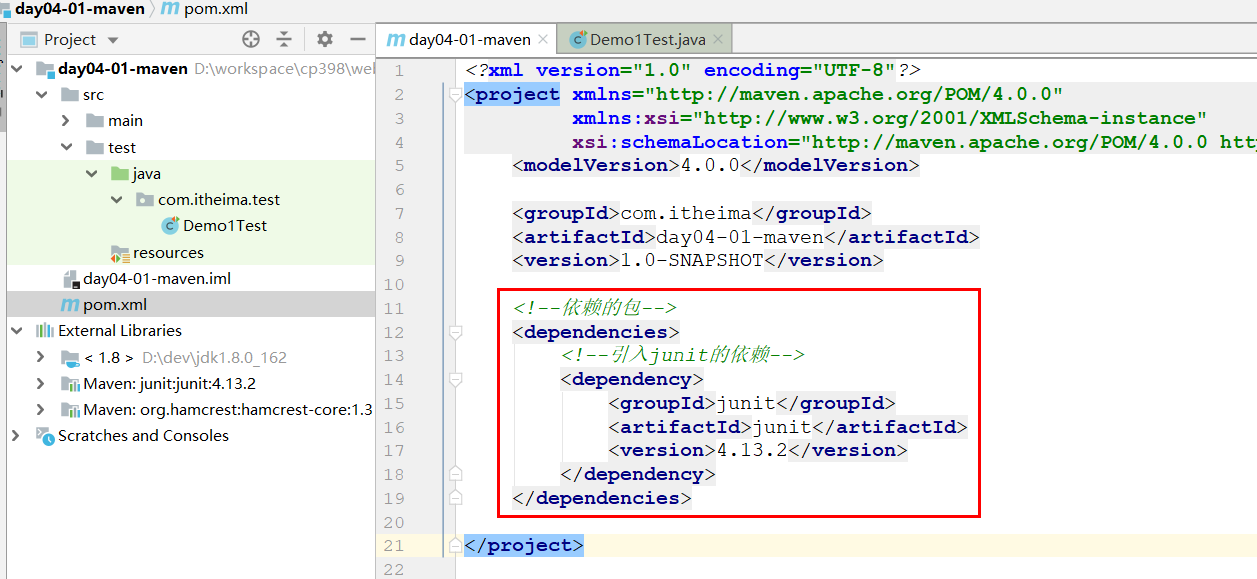 day04-01-maven pom.xml
Project
day04-01-maven D:\workspace\cp398\we
src
main
test
java
com.itheima.test
Demo1Test
resources
day04-01-maven.iml
pom.xml
External Libraries
< 1.8 > D:\dev\jdk1.8.0_162
Maven: junit:junit:4.13.2
Maven: org.hamcrest:hamcrest-core:1.3
Scratches and Consoles
day04-01-maven Demo1Test.java
1 <?xml version="1.0" encoding="UTF-8"?>
2 <project xmlns="http://maven.apache.org/POM/4.0.0"
3 xmlns:xsi="http://www.w3.org/2001/XMLSchema-instance"
4 xsi:schemaLocation="http://maven.apache.org/POM/4.0.0 htt
5 <modelVersion>4.0.0</modelVersion>
6
7 <groupId>com.itheima</groupId>
8 <artifactId>day04-01-maven</artifactId>
9 <version>1.0-SNAPSHOT</version>
10
11 <!--依赖的包-->
12 <dependencies>
13 <!--引入junit的依赖-->
14 <dependency>
15 <groupId>junit</groupId>
16 <artifactId>junit</artifactId>
17 <version>4.13.2</version>
18 </dependency>
19 </dependencies>
20
21 </project>
22